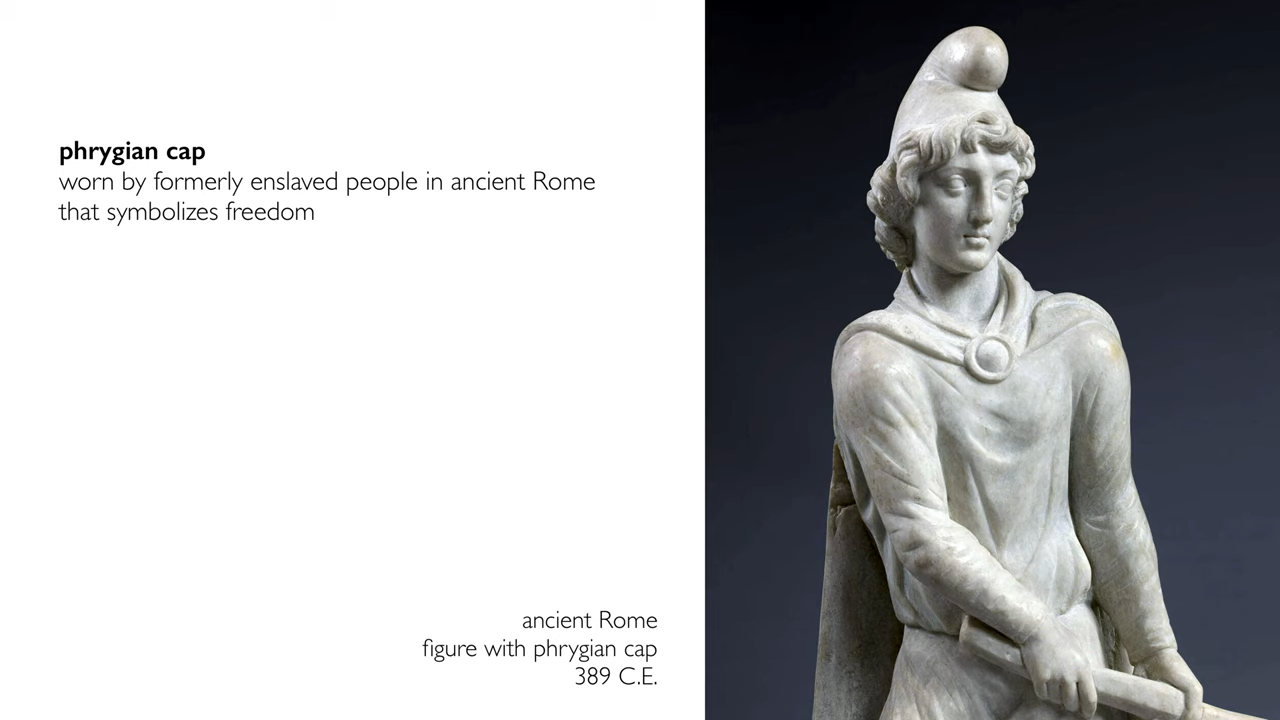 phrygian cap
worn by formerly enslaved people in ancient Rome
that symbolizes freedom
ancient Rome
figure with phrygian cap
389 C.E.